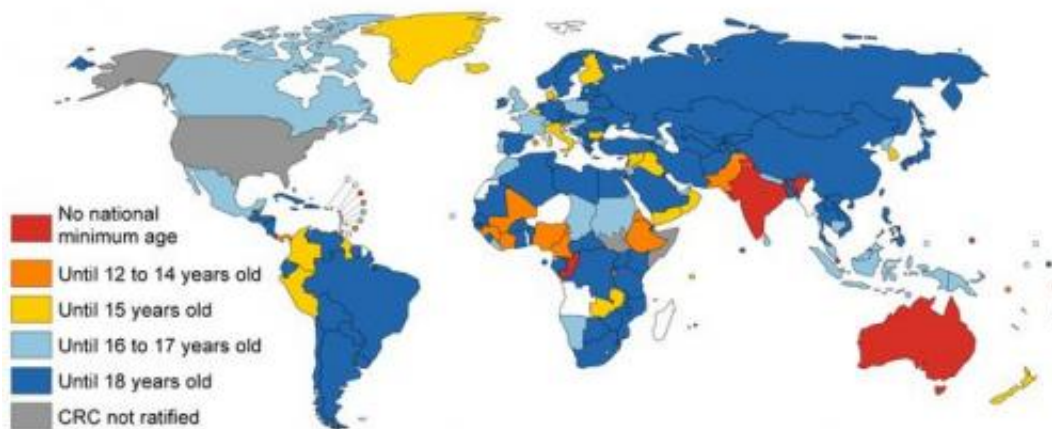 No national
minimum age
Until 12 to 14 years old
Until 15 years old
Until 16 to 17 years old
Until 18 years old
CRC not ratified